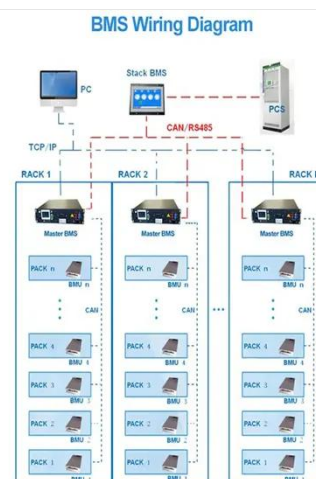 BMS Wiring Diagram
Stack BMS
PC
PCS
CAN/RS485
TCP/IP
RACK 1 RACK 2 RACK
Master BMS Master BMS Master BMS
PACK n PACK n PACK n
BMU n BMU n BMU n
CAN CAN CAN
PACK 4 PACK 4 PACK 4
BMU 4 BMU 4 BMU 4
PACK 3 PACK 3 PACK 3
BMU 3 BMU 3 BMU 3
PACK 2 PACK 2 PACK 2
BMU 2 BMU 2 BMU 2
PACK 1 PACK 1 PACK 1